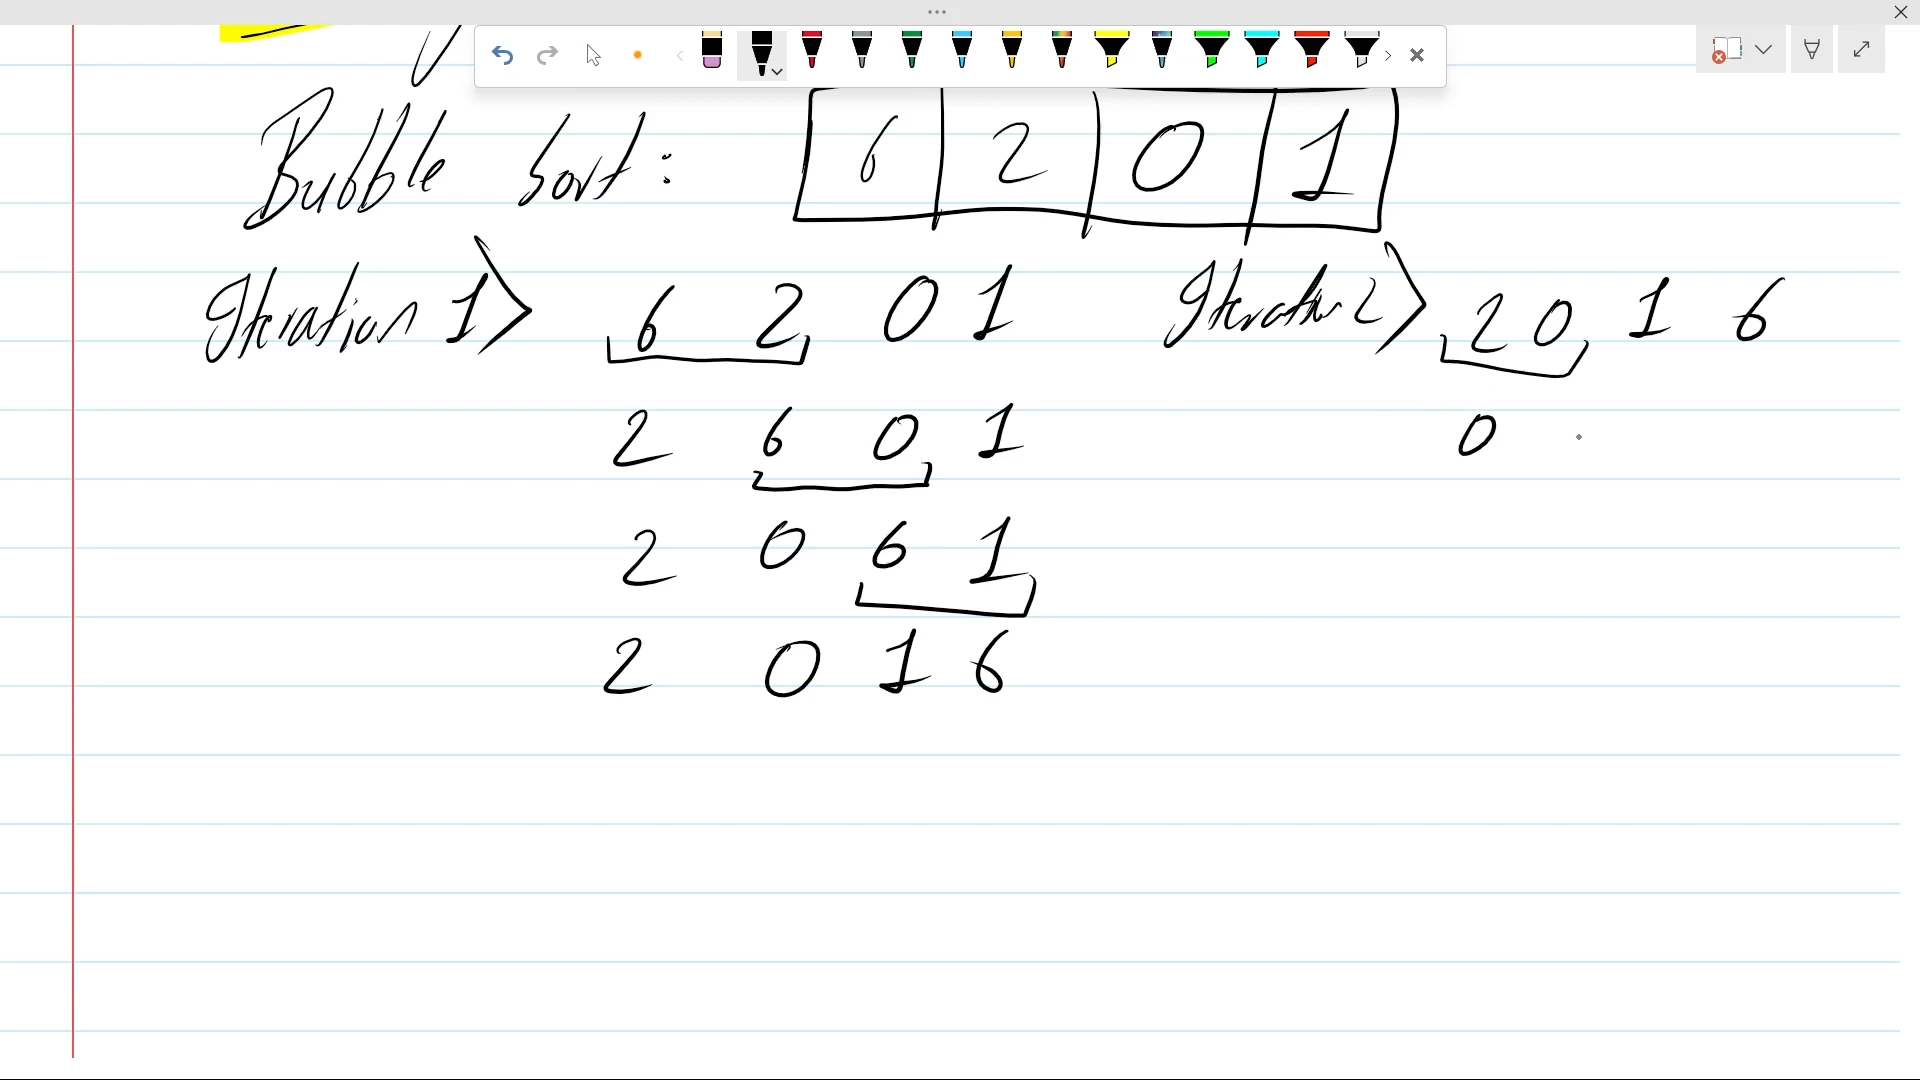 Bubble Sort: 6 2 0 1
Iteration 1> 6 2 0 1
2 6 0 1
2 0 6 1
2 0 1 6
Iteration 2> 2 0 1 6
0